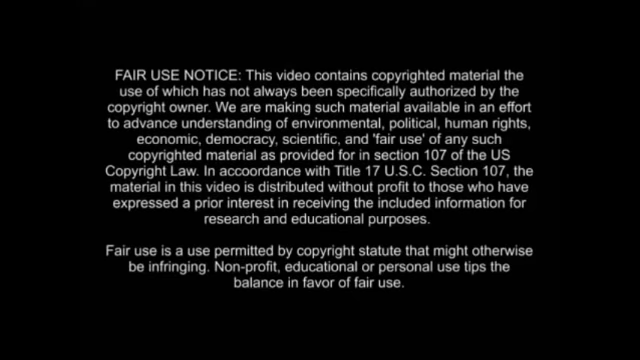 FAIR USE NOTICE: This video contains copyrighted material the
use of which has not always been specifically authorized by the
copyright owner. We are making such material available in an effort
to advance understanding of environmental, political, human rights,
economic, democracy, scientific, and 'fair use' of any such
copyrighted material as provided for in section 107 of the US
Copyright Law. In accoordance with Title 17 U.S.C. Section 107, the
material in this video is distributed without profit to those who have
expressed a prior interest in receiving the included information for
research and educational purposes.
Fair use is a use permitted by copyright statute that might otherwise
be infringing. Non-profit, educational or personal use tips the
balance in favor of fair use.